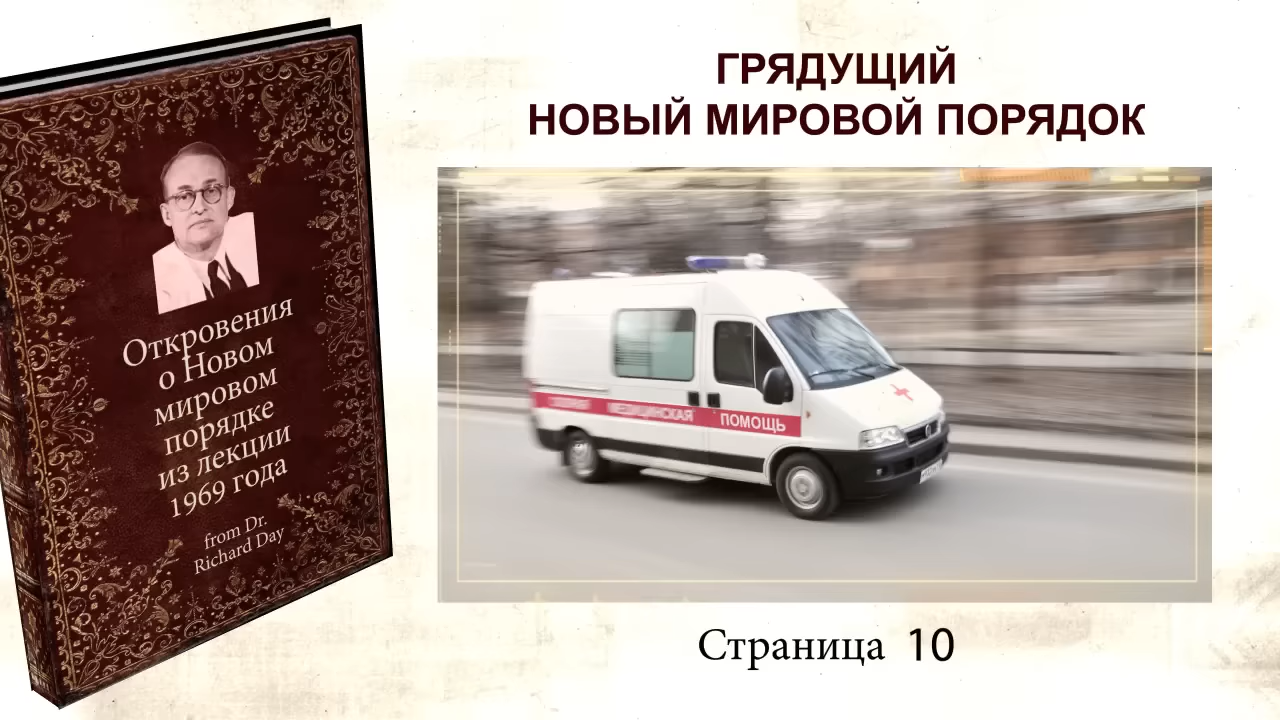 ГРЯДУЩИЙ
НОВЫЙ МИРОВОЙ ПОРЯДОК
Откровения
о Новом
мировом
порядке
из лекции
1969 года
from Dr.
Richard Day
МЕДИЦИНСКАЯ ПОМОЩЬ
Страница 10